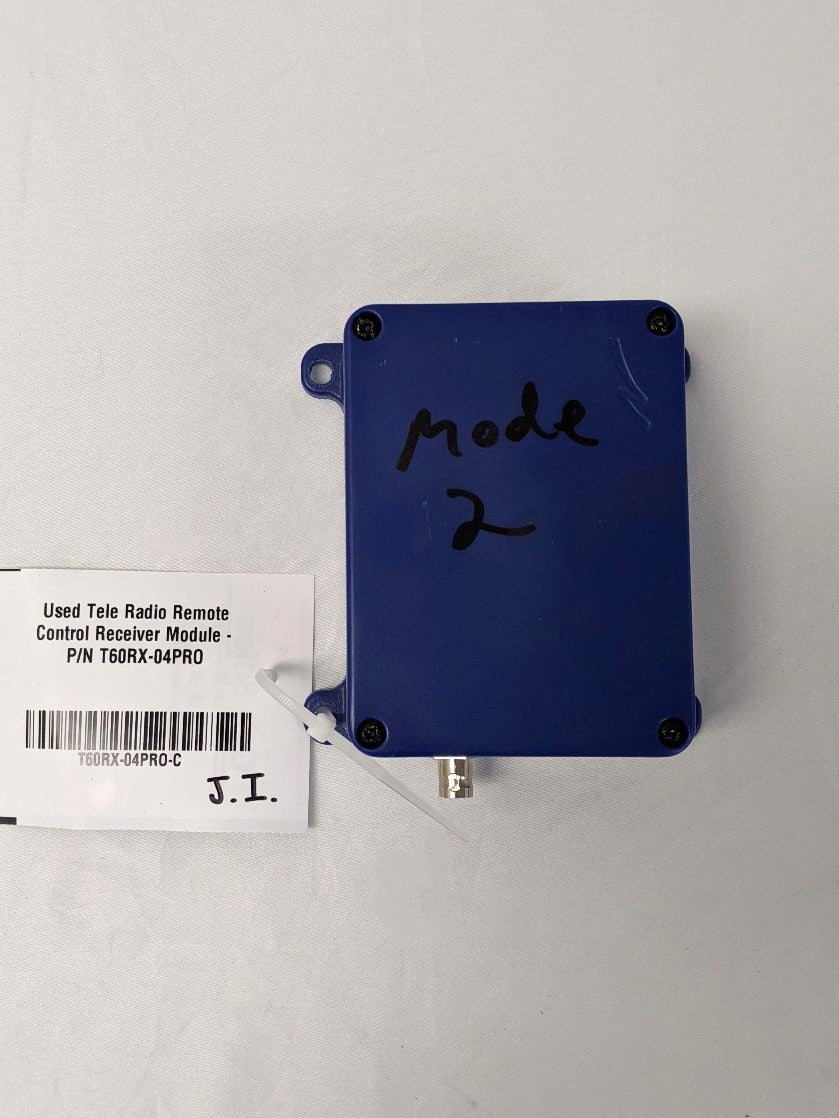 Mode
2
Used Tele Radio Remote
Control Receiver Module -
P/N T60RX-04PRO
T60RX-04PRO-C
J.I.